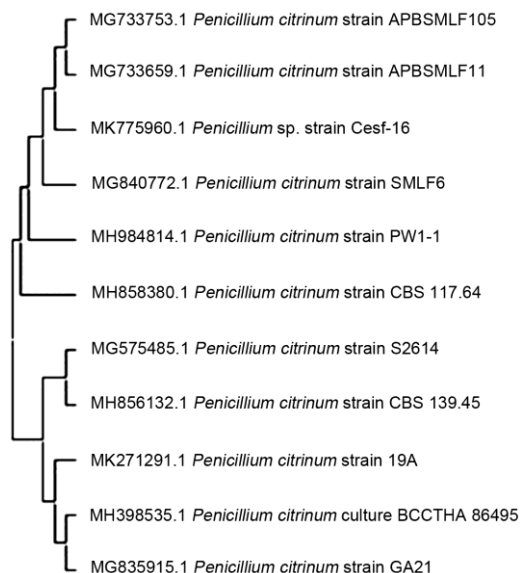 MG733753.1 Penicillium citrinum strain APBSMLF105
MG733659.1 Penicillium citrinum strain APBSMLF11
MK775960.1 Penicillium sp. strain Cesf-16
MG840772.1 Penicillium citrinum strain SMLF6
MH984814.1 Penicillium citrinum strain PW1-1
MH858380.1 Penicillium citrinum strain CBS 117.64
MG575485.1 Penicillium citrinum strain S2614
MH856132.1 Penicillium citrinum strain CBS 139.45
MK271291.1 Penicillium citrinum strain 19A
MH398535.1 Penicillium citrinum culture BCCTHA 86495
MG835915.1 Penicillium citrinum strain GA21